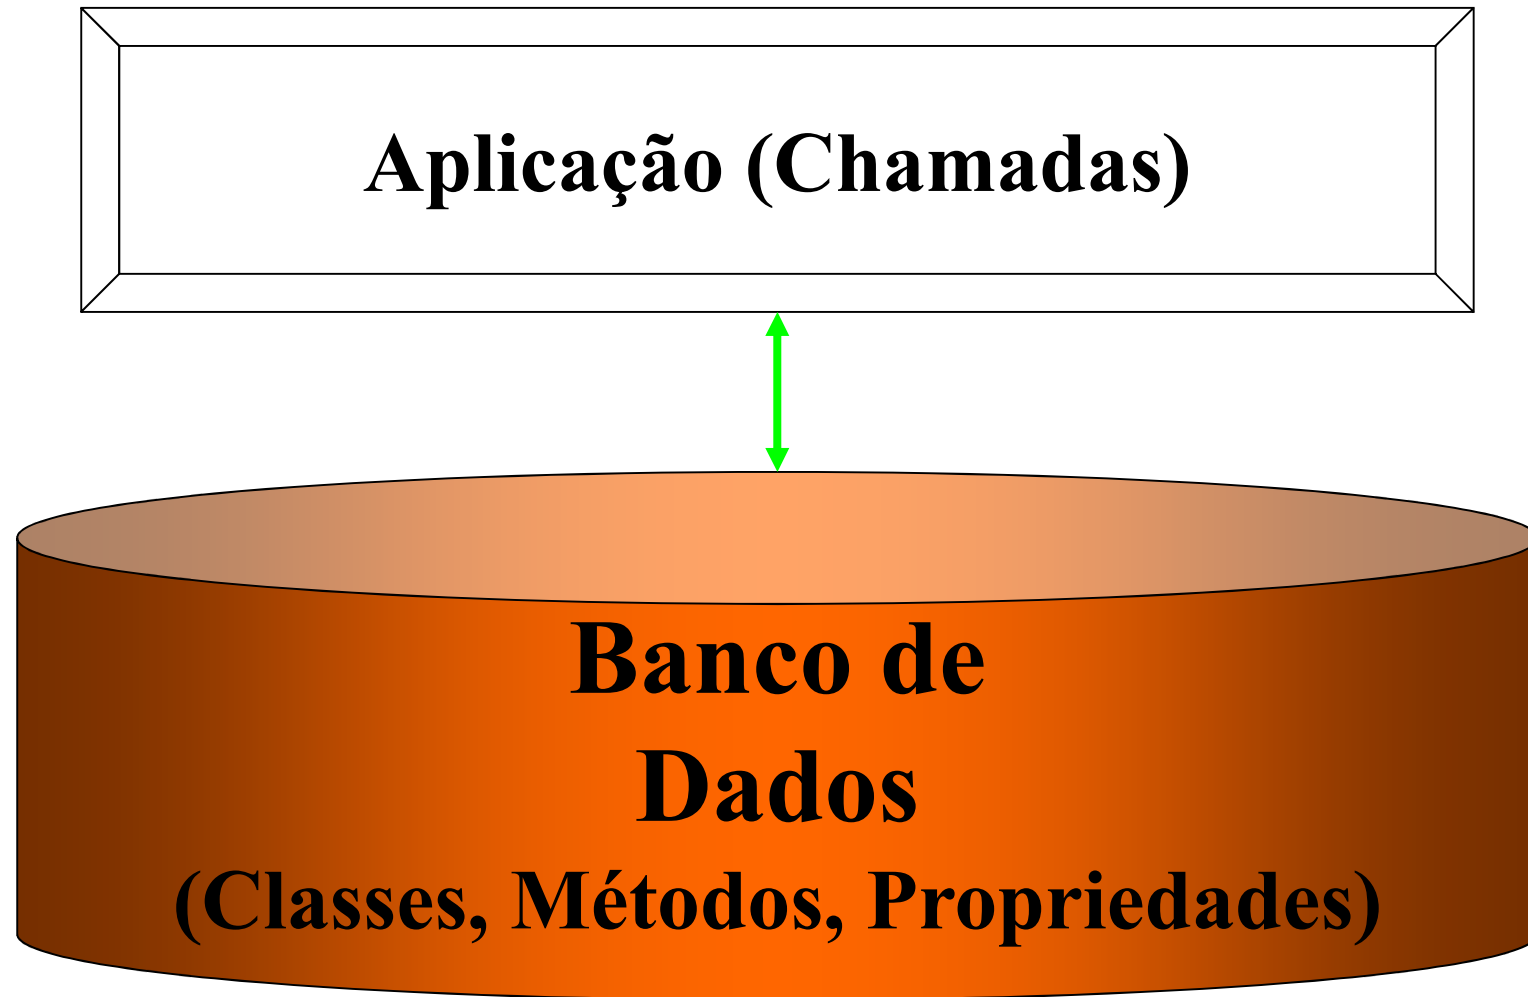 Aplicação (Chamadas)
Banco de
Dados
(Classes, Métodos, Propriedades)